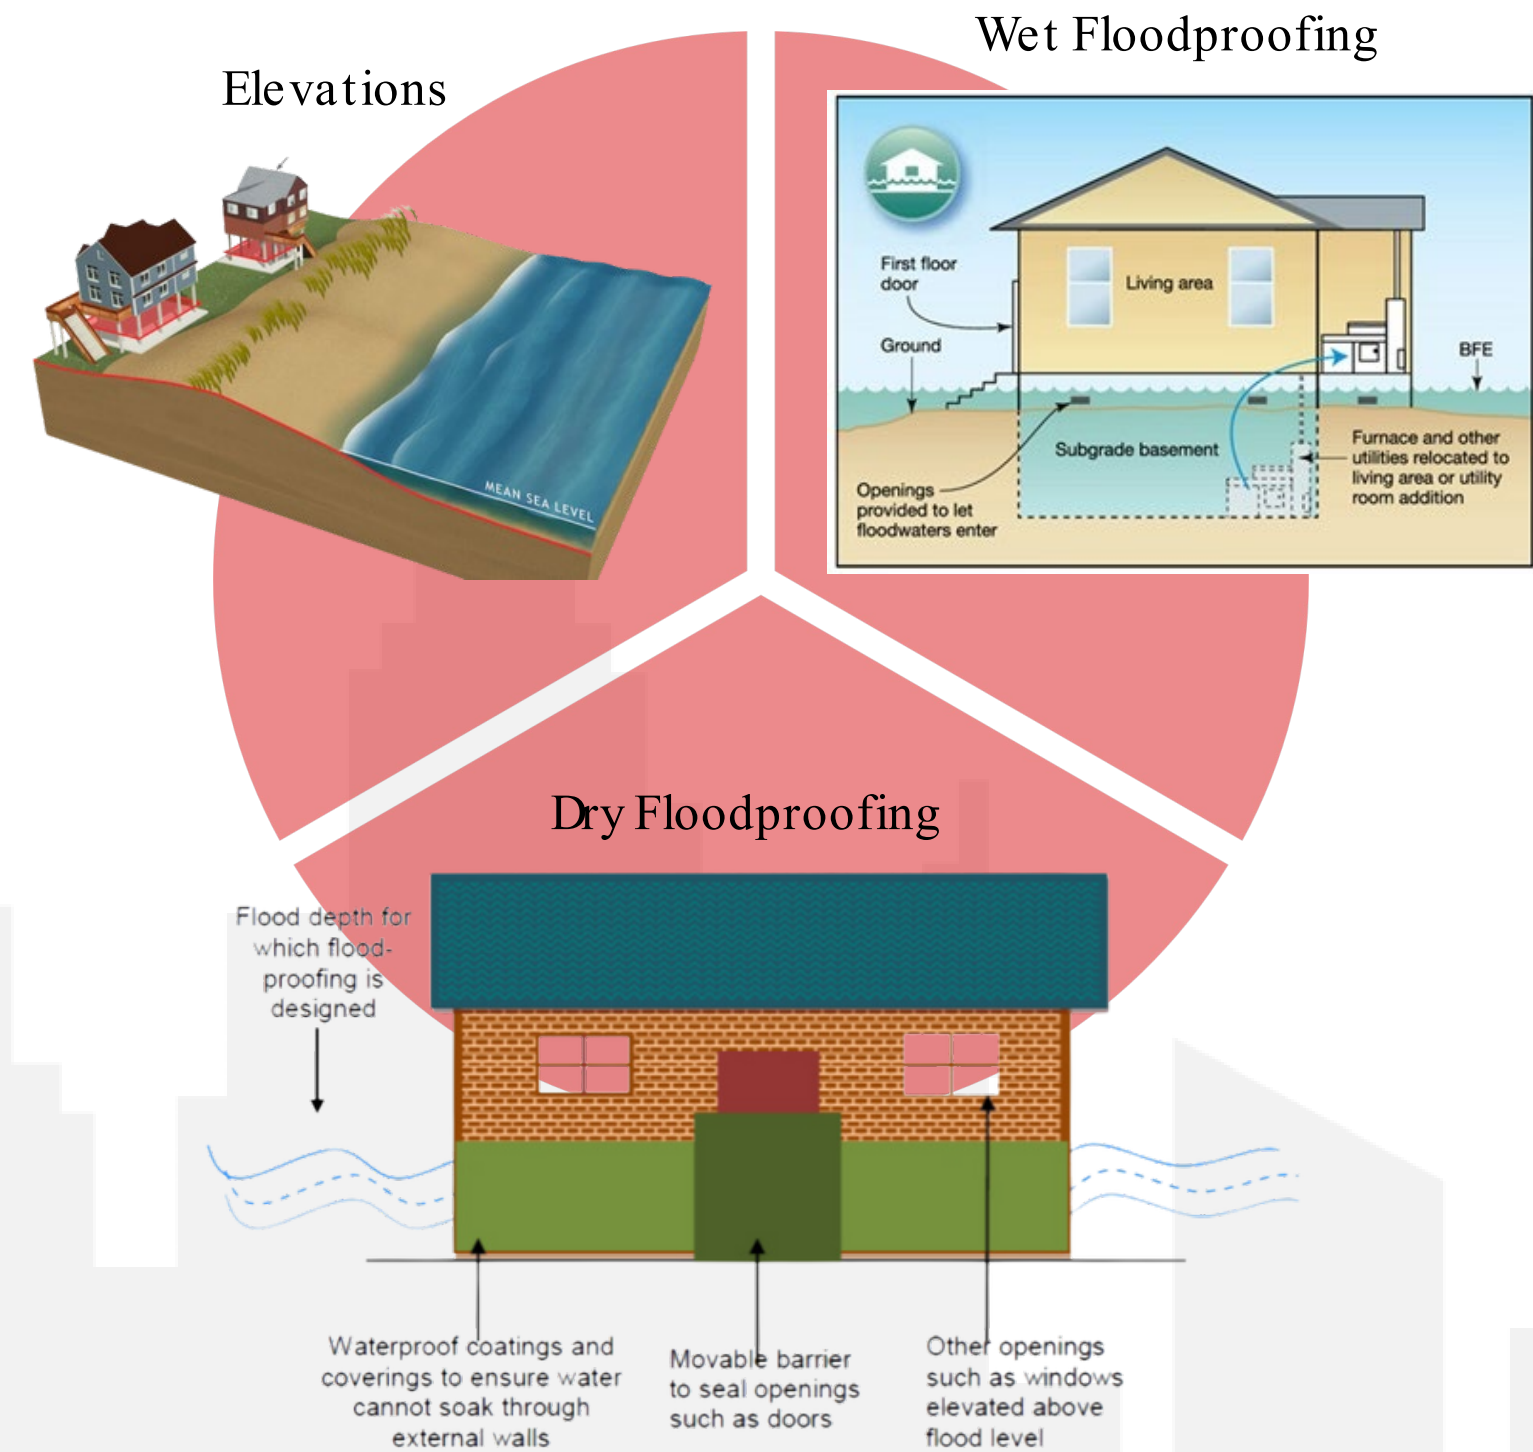 Elevations
MEAN SEA LEVEL
Wet Floodproofing
First floor
door
Living area
Ground
BFE
Subgrade basement
Furnace and other
utilities relocated to
living area or utility
room addition
Openings
provided to let
floodwaters enter
Dry Floodproofing
Flood depth for
which flood-
proofing is
designed
Waterproof coatings and
coverings to ensure water
cannot soak through
external walls
Movable barrier
to seal openings
such as doors
Other openings
such as windows
elevated above
flood level